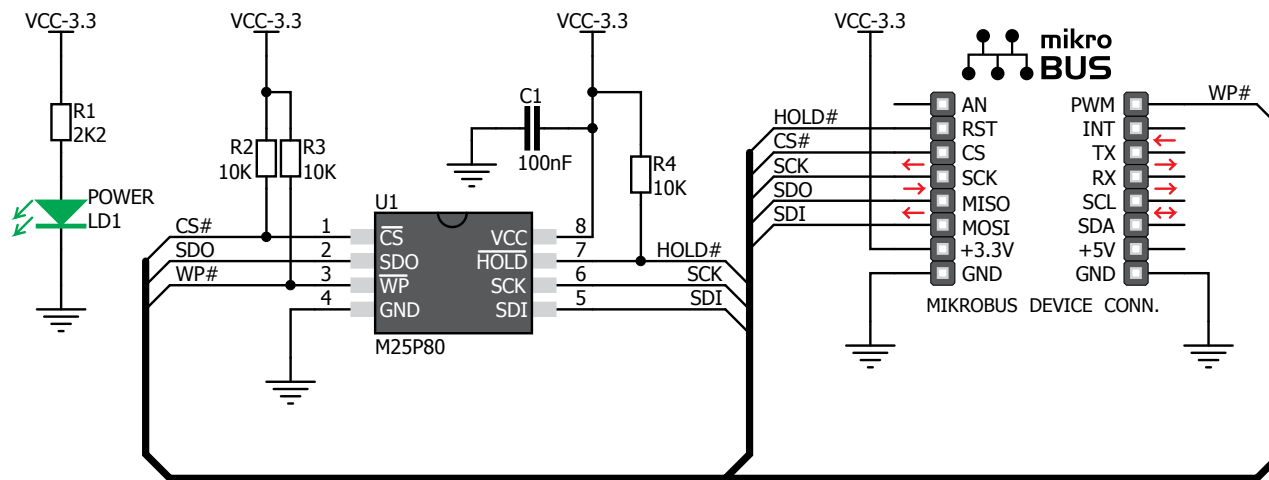 VCC-3.3
VCC-3.3
VCC-3.3
VCC-3.3
mikro
BUS
R1
2K2
POWER
LD1
R2
10K
R3
10K
C1
100nF
R4
10K
U1
CS#
SDO
WP#
1
2
3
4
CS
SDO
WP
GND
VCC
HOLD
SCK
SDI
8
7
6
5
HOLD#
SCK
SDI
M25P80
HOLD#
CS#
SCK
SDO
SDI
AN
RST
CS
SCK
MISO
MOSI
+3.3V
GND
PWM
INT
TX
RX
SCL
SDA
+5V
GND
WP#
MIKROBUS DEVICE CONN.